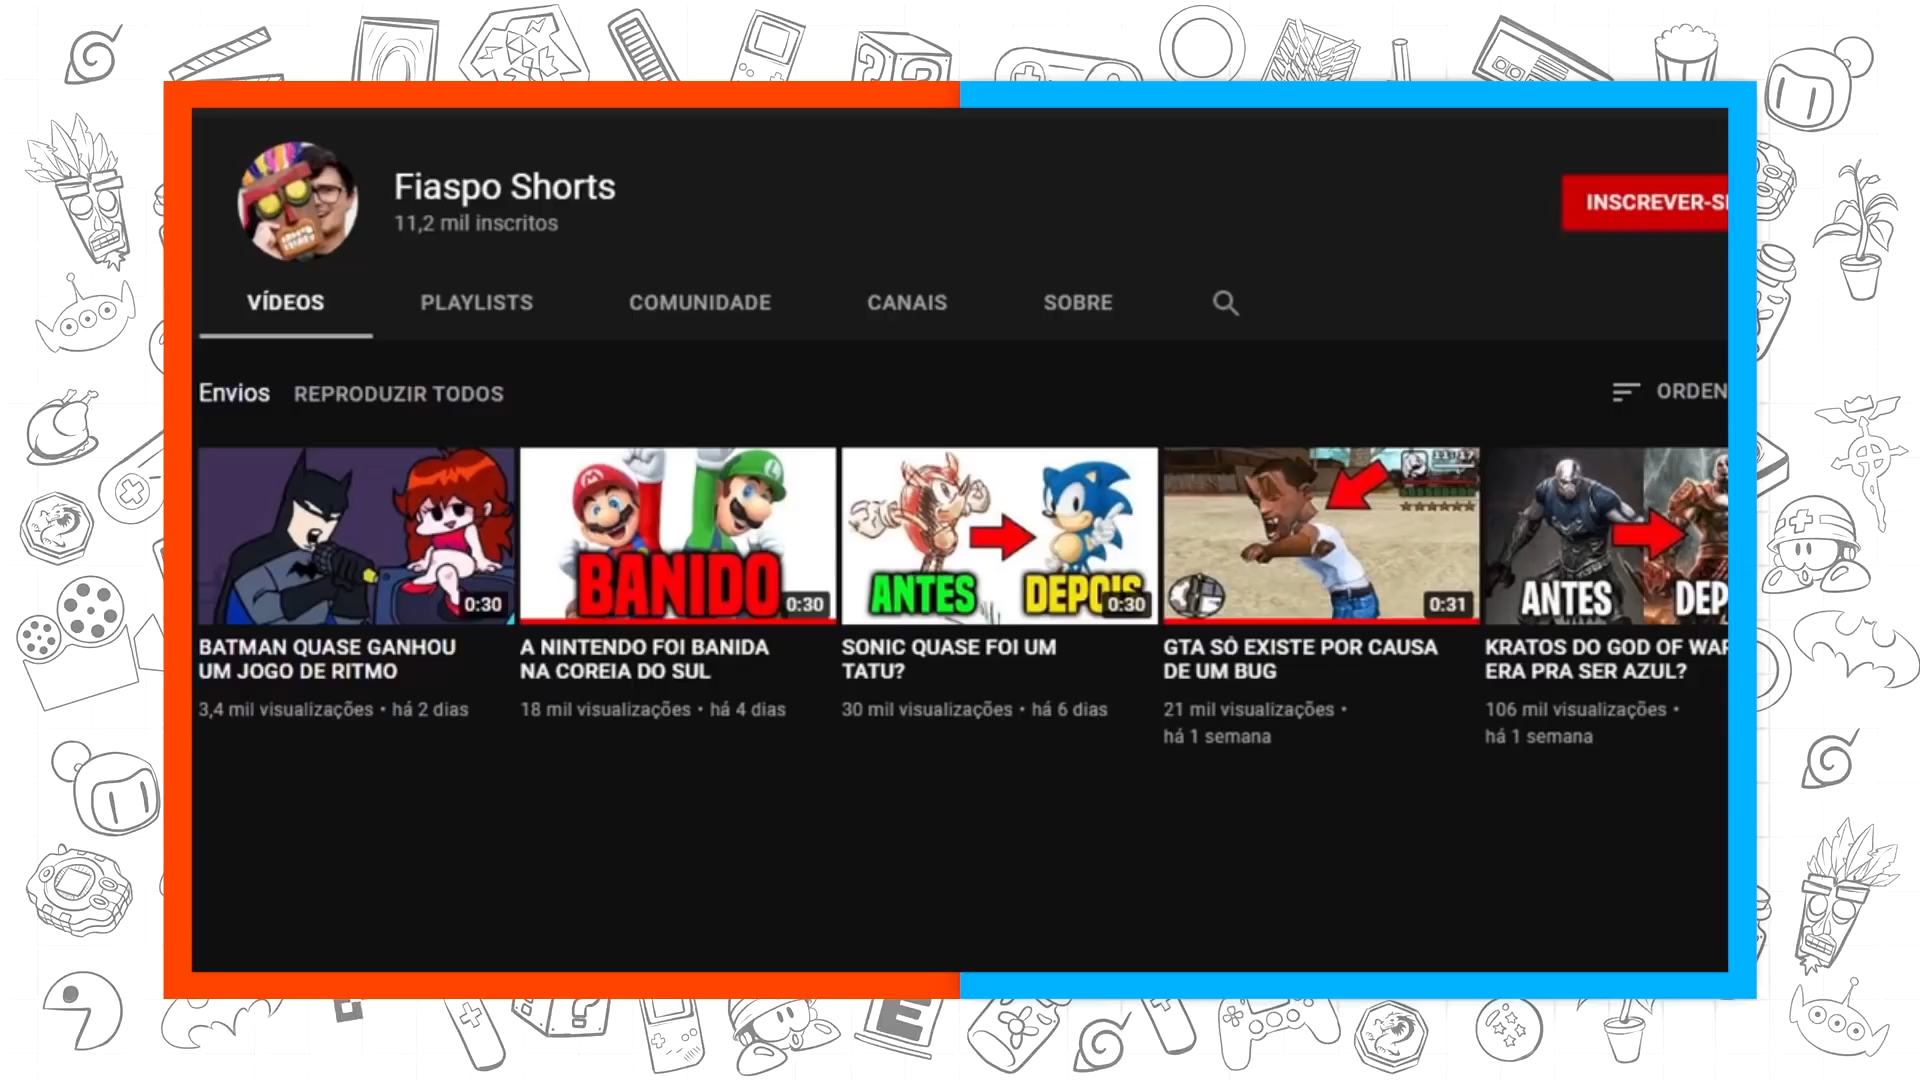 Fiaspo Shorts
11,2 mil inscritos
INSCREVER-S
VÍDEOS PLAYLISTS COMUNIDADE CANAIS SOBRE
Envios REPRODUZIR TODOS
ORDEN
BANIDO
ANTES
DEPOIS
ANTES
DEP
0:30
0:30
0:30
0:31
BATMAN QUASE GANHOU
UM JOGO DE RITMO
3,4 mil visualizações • há 2 dias
A NINTENDO FOI BANIDA
NA COREIA DO SUL
18 mil visualizações • há 4 dias
SONIC QUASE FOI UM
TATU?
30 mil visualizações • há 6 dias
GTA SÓ EXISTE POR CAUSA
DE UM BUG
21 mil visualizações •
há 1 semana
KRATOS DO GOD OF WAR
ERA PRA SER AZUL?
106 mil visualizações •
há 1 semana